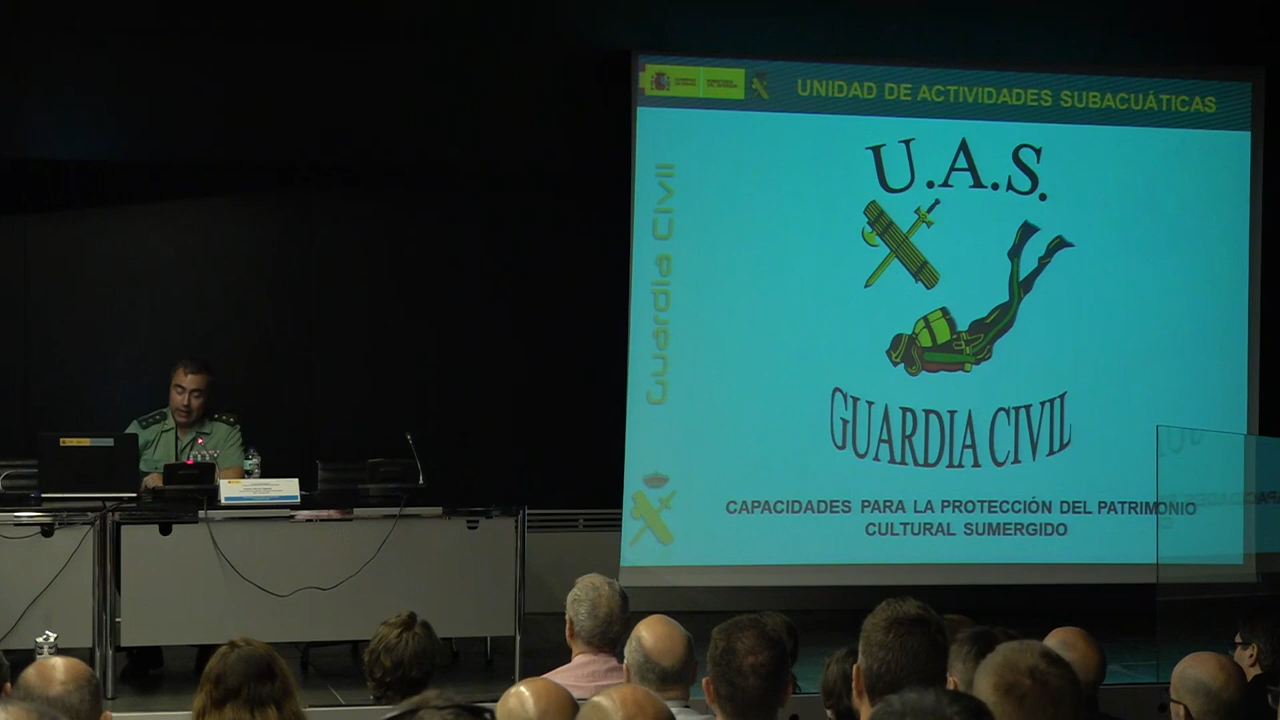 UNIDAD DE ACTIVIDADES SUBACUÁTICAS
U.A.S.
Guardia Civil
GUARDIA CIVIL
CAPACIDADES PARA LA PROTECCIÓN DEL PATRIMONIO
CULTURAL SUMERGIDO